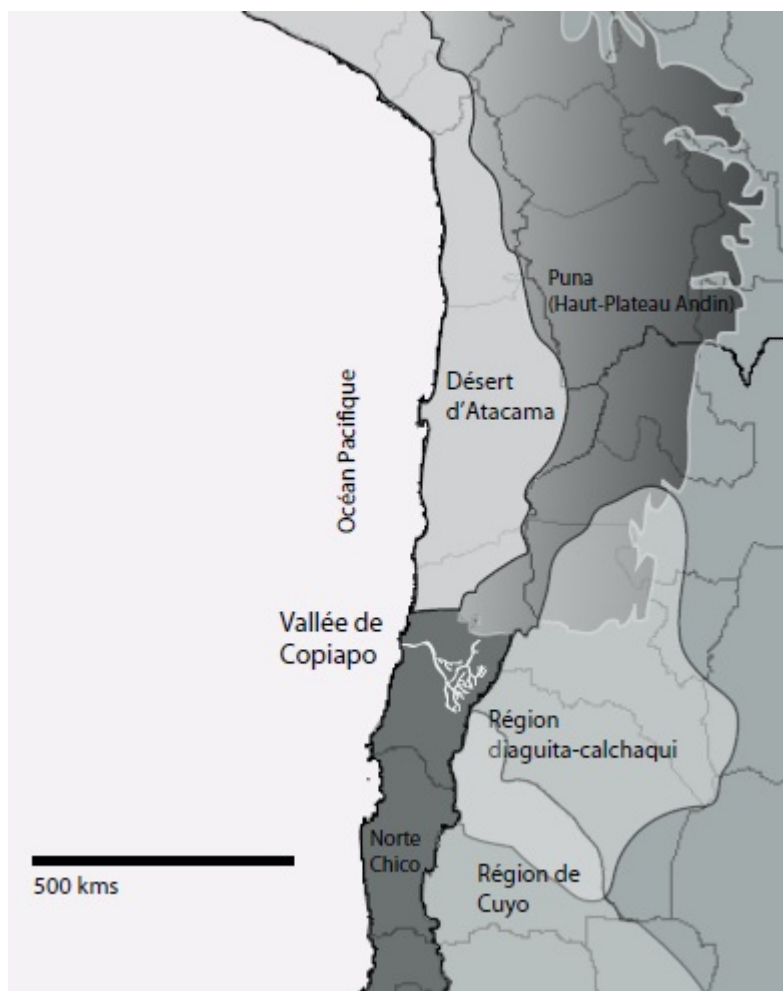 Puna
(Haut-Plateau Andin)
Désert
d'Atacama
Océan Pacifique
Vallée de
Copiapo
Région
diaguita-calchaqui
Norte
Chico
Région de
Cuyo
500 kms